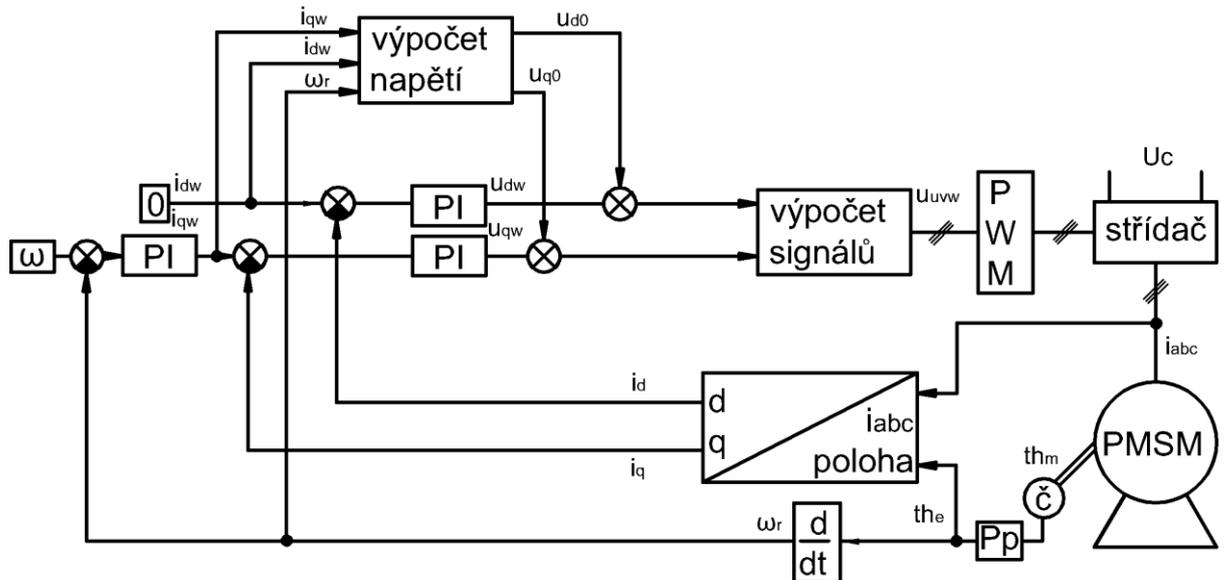 iqw
idw
ωr
výpočet
napětí
ud0
uq0
0
idw
iqw
ω
PI
PI
udw
PI
uqw
výpočet
signálů
uuvw
P
W
M
Uc
střídač
iabc
id
iq
d
q
iabc
poloha
PMSM
thm
č
Pp
the
d
dt
ωr